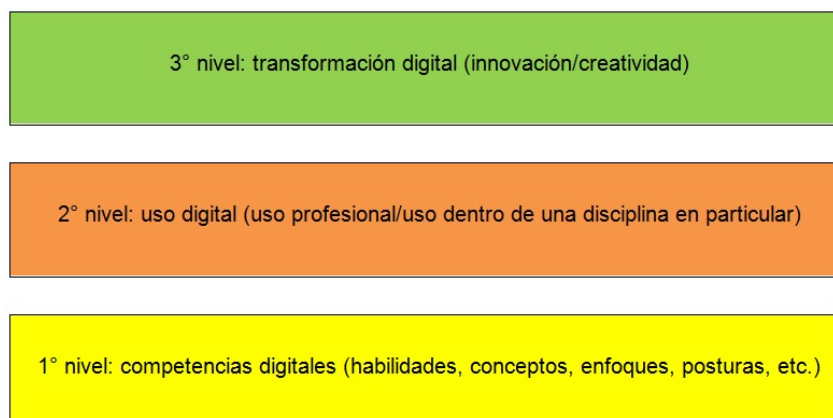 3° nivel: transformación digital (innovación/creatividad)
2° nivel: uso digital (uso profesional/uso dentro de una disciplina en particular)
1° nivel: competencias digitales (habilidades, conceptos, enfoques, posturas, etc.)